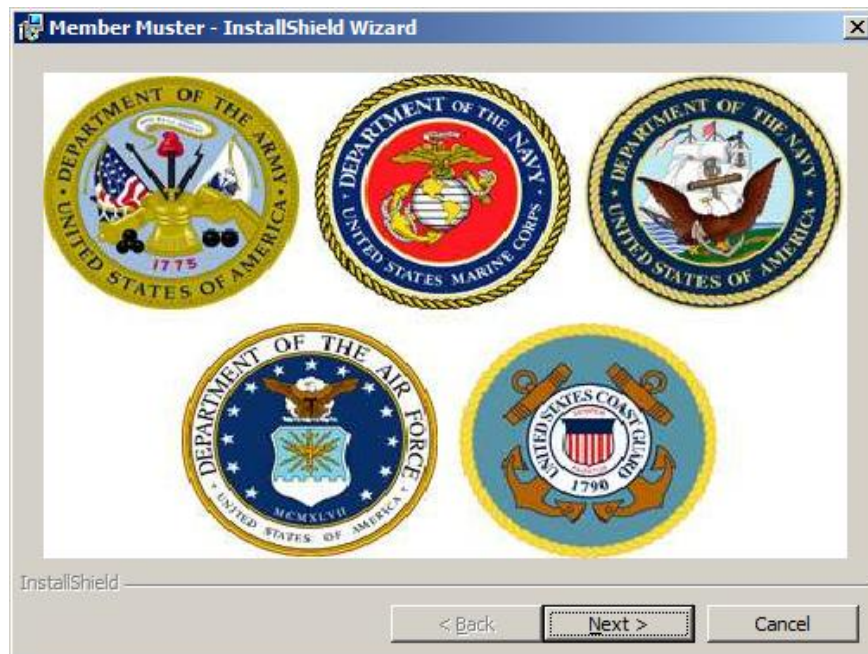 Member Muster - InstallShield Wizard
DEPARTMENT OF THE ARMY
UNITED STATES OF AMERICA
1775
DEPARTMENT OF THE NAVY
UNITED STATES MARINE CORPS
DEPARTMENT OF THE NAVY
UNITED STATES OF AMERICA
DEPARTMENT OF THE AIR FORCE
MCMXLVII
UNITED STATES OF AMERICA
UNITED STATES COAST GUARD
1790
InstallShield
< Back
Next >
Cancel